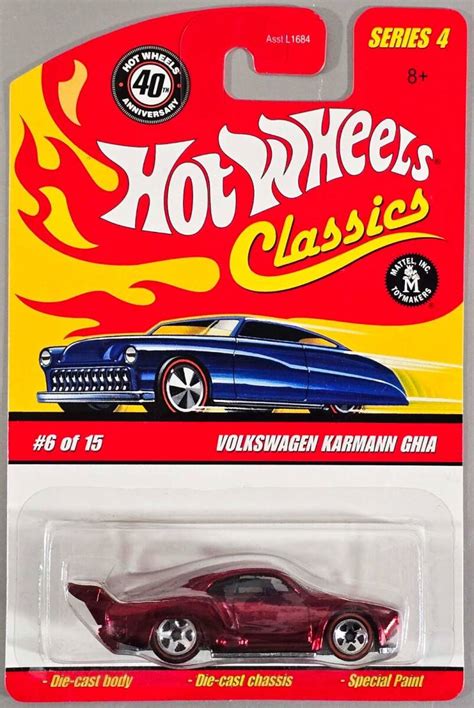 Asst L1684
SERIES 4
8+
HOT WHEELS
40TH
ANNIVERSARY
HOT WHEELS
Classics
MATTEL, INC.
M
TOYMAKERS
#6 of 15
VOLKSWAGEN KARMANN GHIA
- Die-cast body - Die-cast chassis - Special Paint